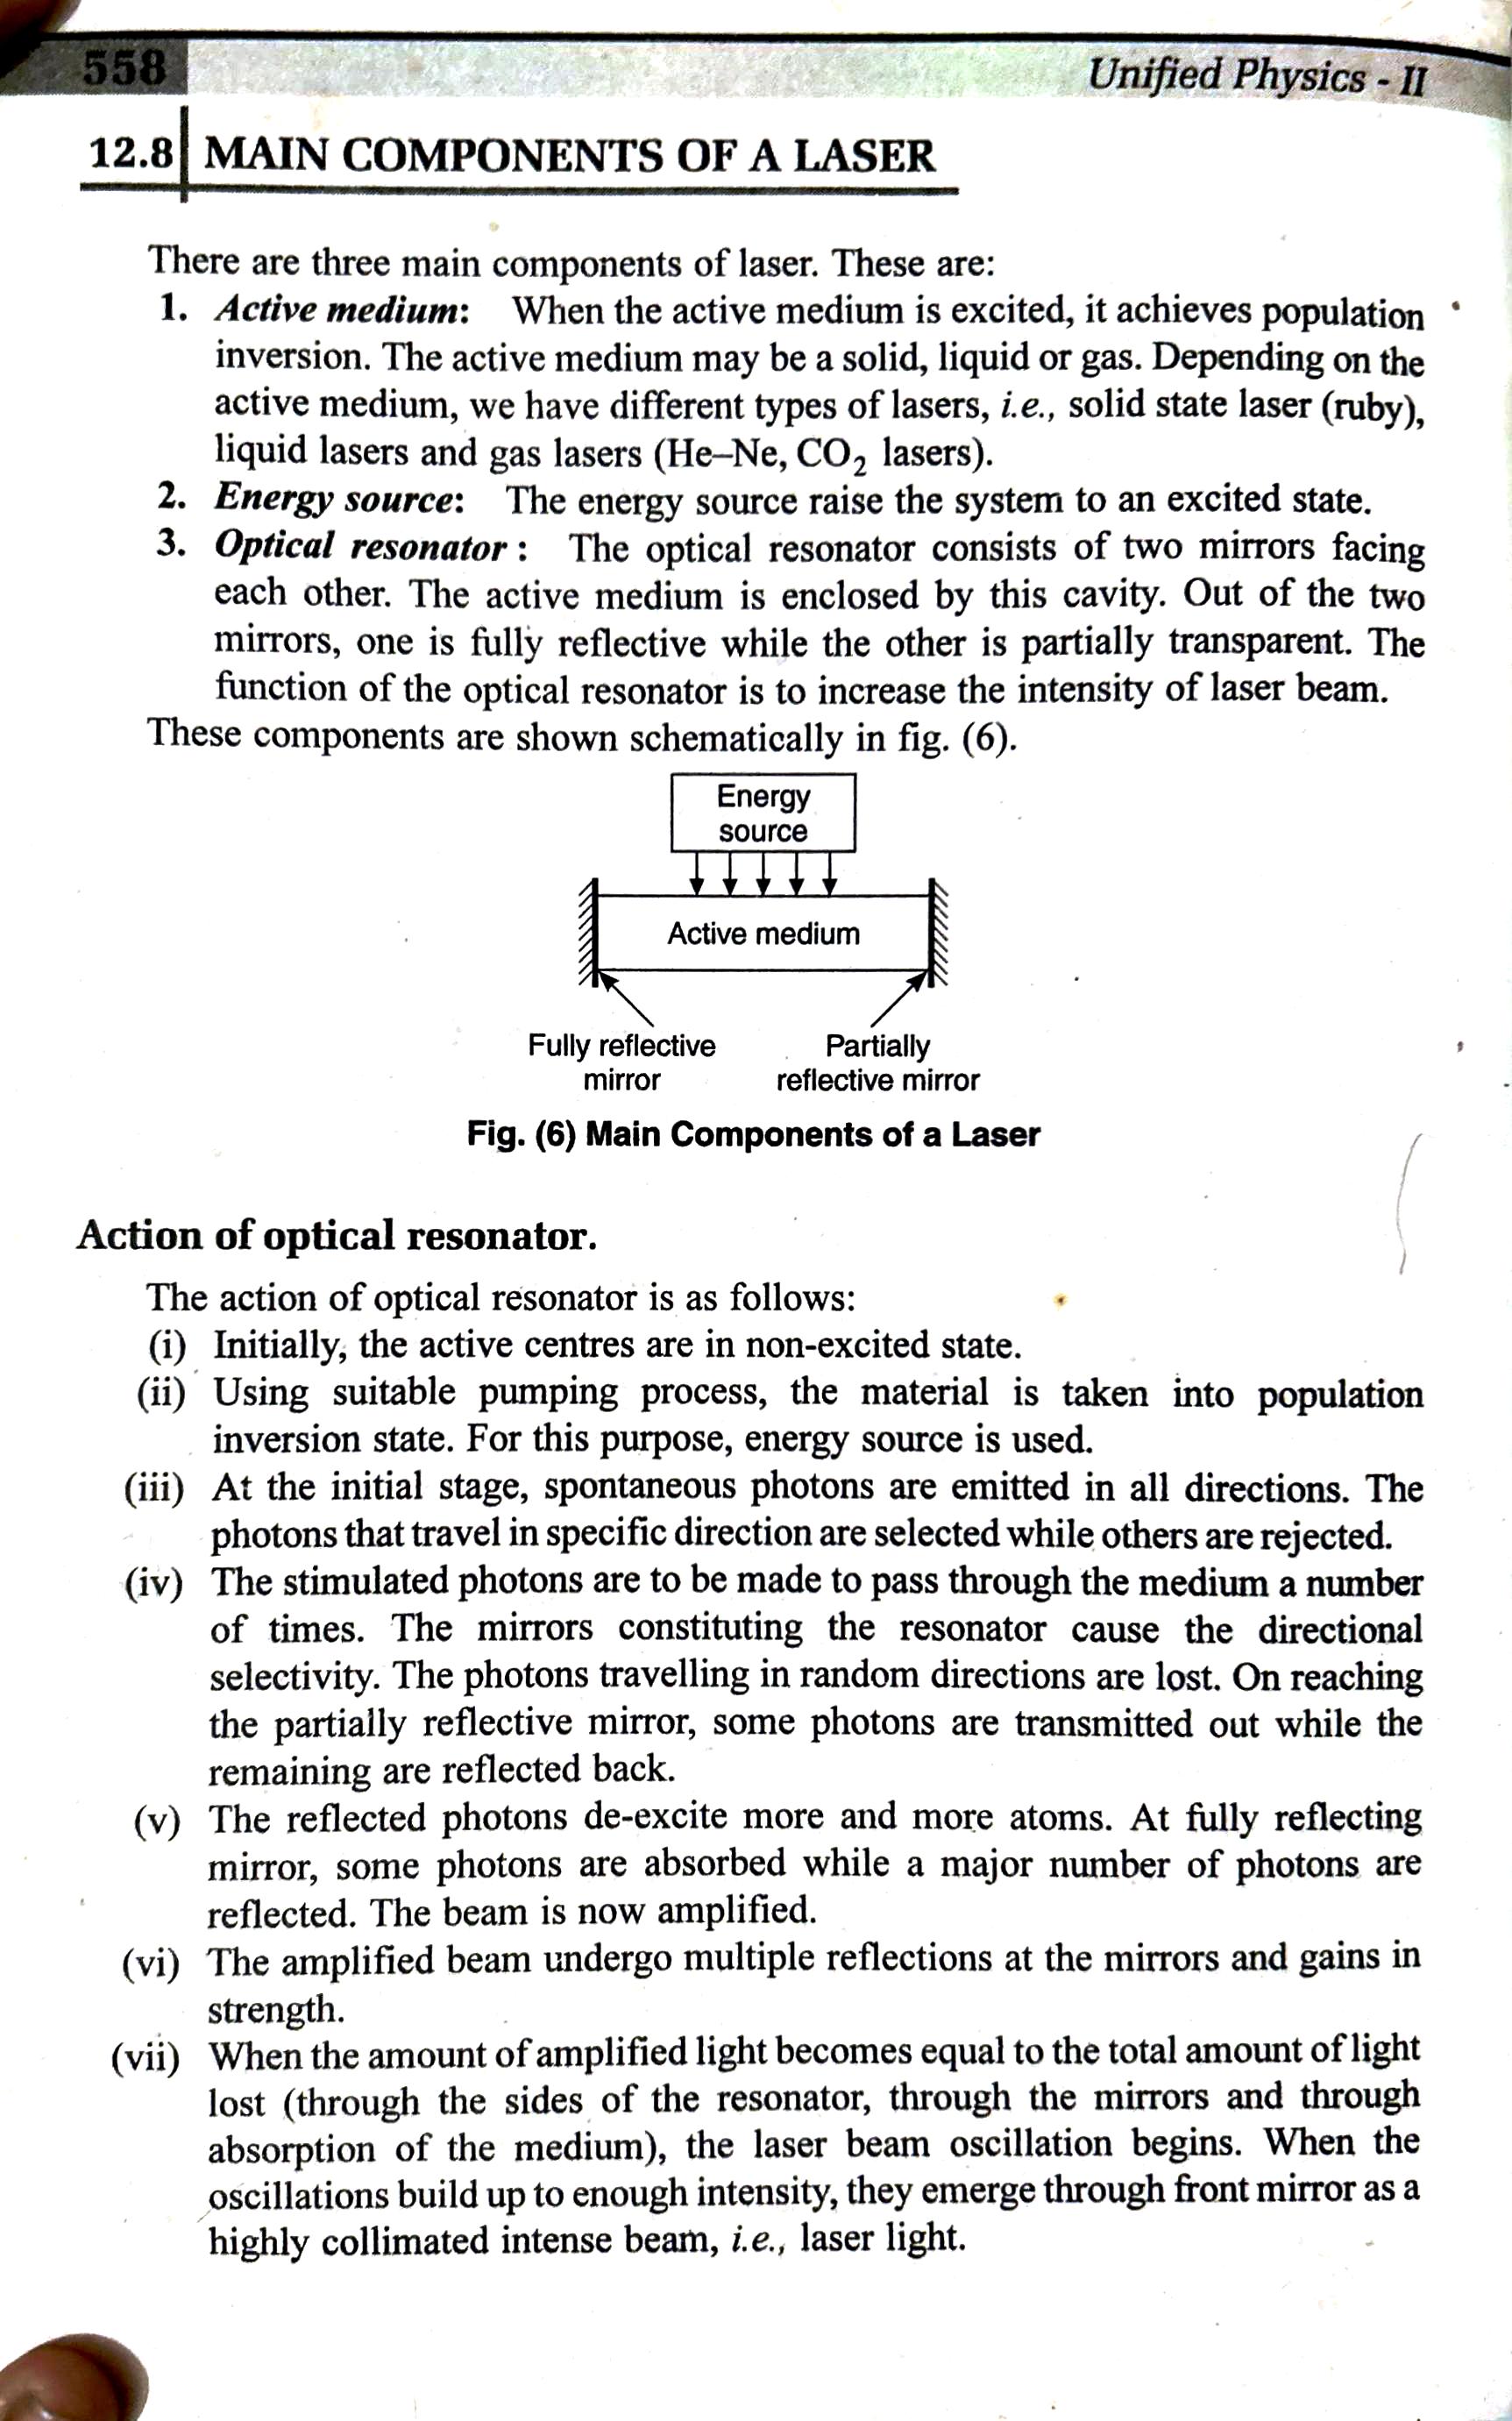 558
Unified Physics - II
12.8 MAIN COMPONENTS OF A LASER
There are three main components of laser. These are:
1. Active medium: When the active medium is excited, it achieves population
inversion. The active medium may be a solid, liquid or gas. Depending on the
active medium, we have different types of lasers, i.e., solid state laser (ruby),
liquid lasers and gas lasers (He–Ne, CO₂ lasers).
2. Energy source: The energy source raise the system to an excited state.
3. Optical resonator : The optical resonator consists of two mirrors facing
each other. The active medium is enclosed by this cavity. Out of the two
mirrors, one is fully reflective while the other is partially transparent. The
function of the optical resonator is to increase the intensity of laser beam.
These components are shown schematically in fig. (6).
Energy
source
Active medium
Fully reflective
mirror
Partially
reflective mirror
Fig. (6) Main Components of a Laser
Action of optical resonator.
The action of optical resonator is as follows:
(i) Initially, the active centres are in non-excited state.
(ii) Using suitable pumping process, the material is taken into population
inversion state. For this purpose, energy source is used.
(iii) At the initial stage, spontaneous photons are emitted in all directions. The
photons that travel in specific direction are selected while others are rejected.
(iv) The stimulated photons are to be made to pass through the medium a number
of times. The mirrors constituting the resonator cause the directional
selectivity. The photons travelling in random directions are lost. On reaching
the partially reflective mirror, some photons are transmitted out while the
remaining are reflected back.
(v) The reflected photons de-excite more and more atoms. At fully reflecting
mirror, some photons are absorbed while a major number of photons are
reflected. The beam is now amplified.
(vi) The amplified beam undergo multiple reflections at the mirrors and gains in
strength.
(vii) When the amount of amplified light becomes equal to the total amount of light
lost (through the sides of the resonator, through the mirrors and through
absorption of the medium), the laser beam oscillation begins. When the
oscillations build up to enough intensity, they emerge through front mirror as a
highly collimated intense beam, i.e., laser light.